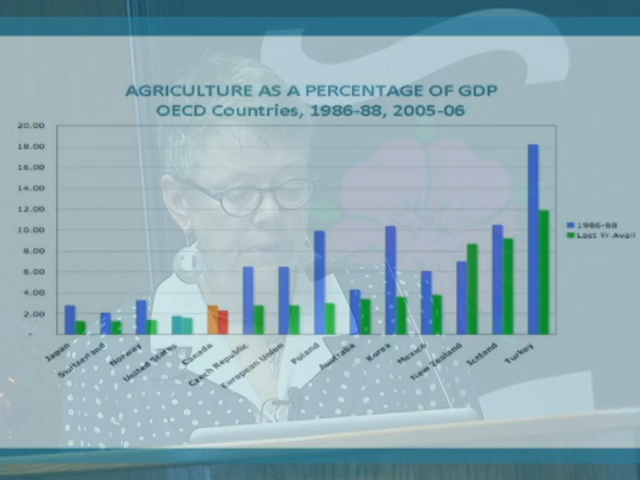 AGRICULTURE AS A PERCENTAGE OF GDP
OECD Countries, 1986-88, 2005-06
20.00
18.00
16.00
14.00
12.00
10.00
8.00
6.00
4.00
2.00
-
1986-88
Last Yr Avail
Japan
Switzerland
Norway
United States
Canada
Czech Republic
European Union
Poland
Australia
Korea
Mexico
New Zealand
Iceland
Turkey